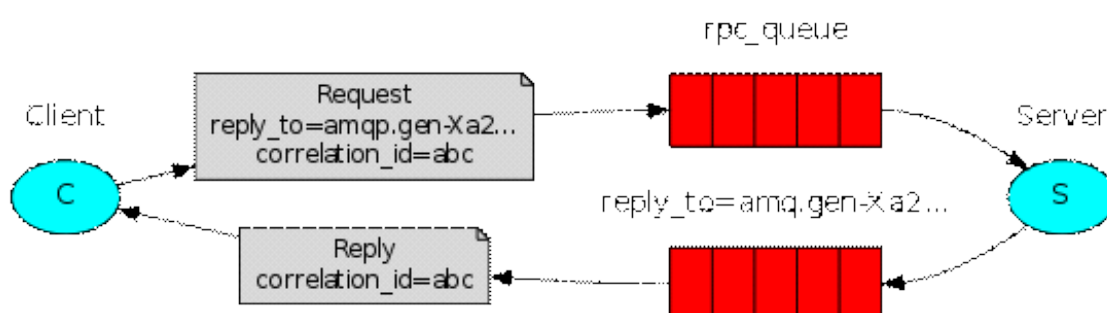 rpc_queue
Client
Request
reply_to=amqp.gen-Xa2...
correlation_id=abc
Server
C
S
reply_to=amq.gen-Xa2...
Reply
correlation_id=abc